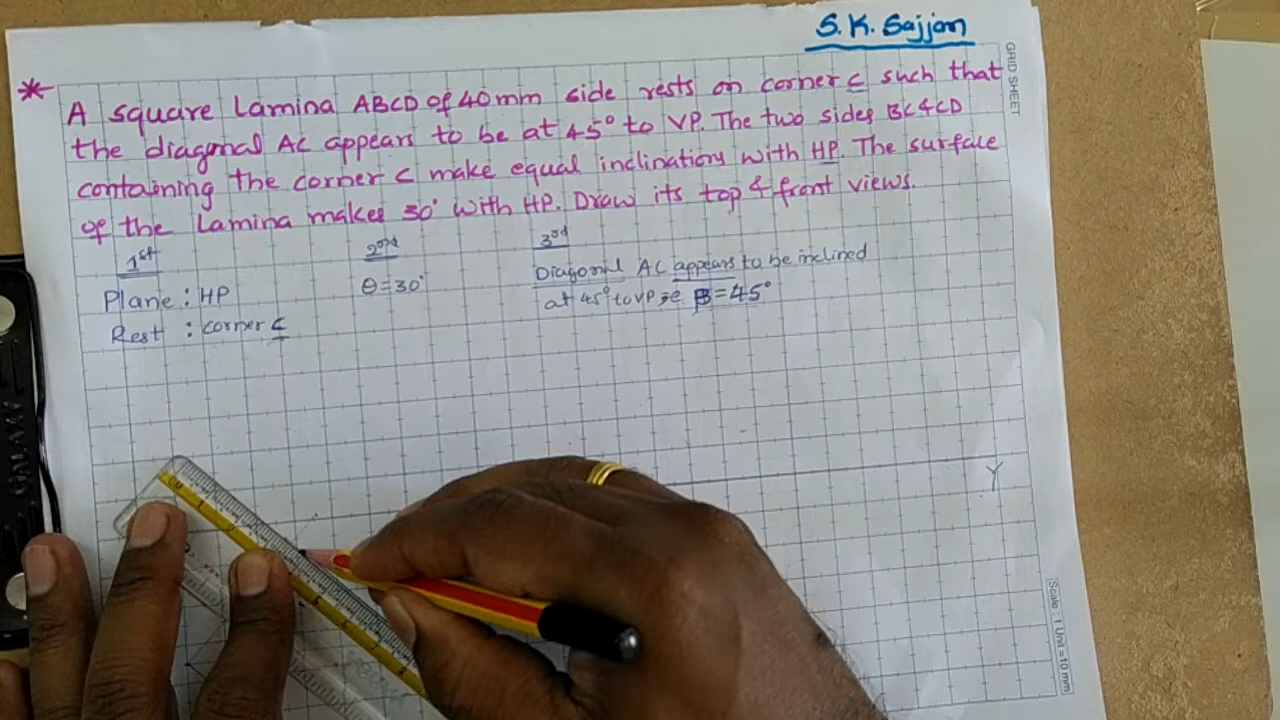 S. K. Sajjan
* A square Lamina ABCD of 40mm side rests on corner C such that
the diagonal AC appears to be at 45° to VP. The two sides BC & CD
containing the corner C make equal inclinations with HP. The surface
of the Lamina makes 30° with HP. Draw its top & front views.
1st
Plane : HP
Rest : corner C
2nd
θ = 30°
3rd
Diagonal AC appears to be inclined
at 45° to VP ie β = 45°
Y
GRID SHEET
Scale : 1 Unit = 10 mm
GALAXY